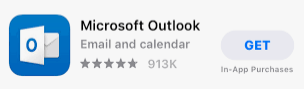 Microsoft Outlook
Email and calendar
913K
GET
In-App Purchases
O